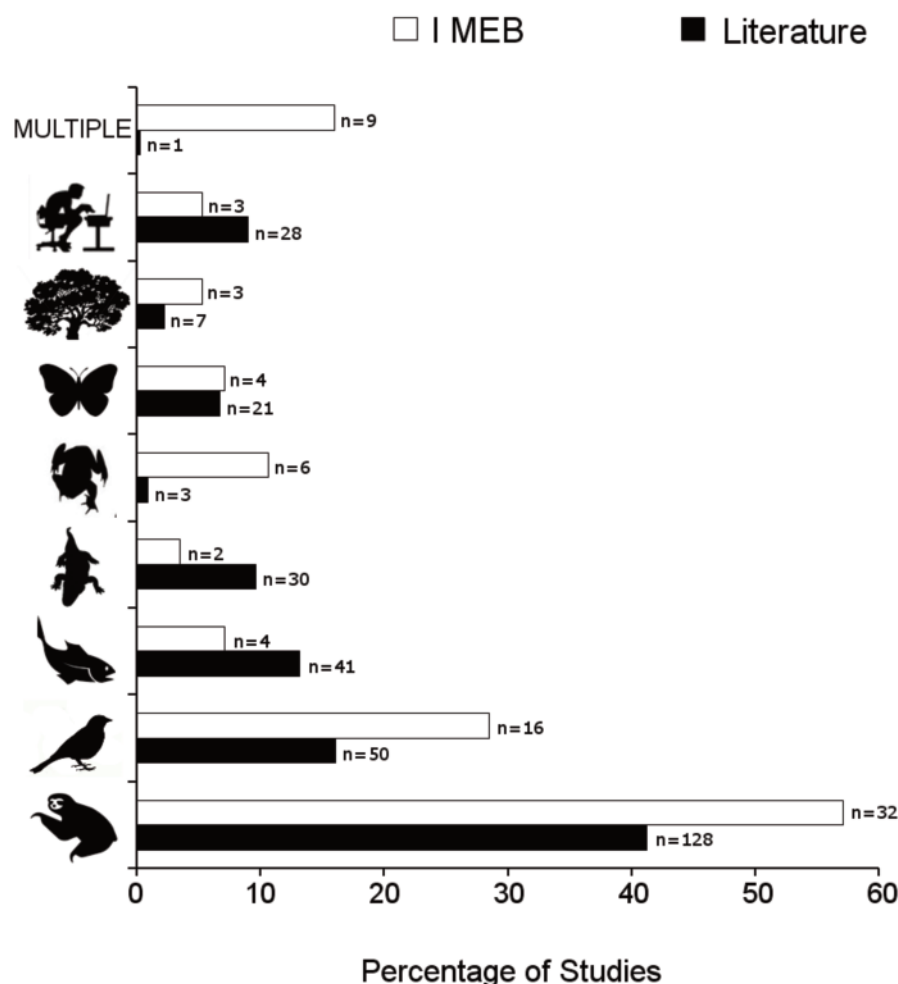 I MEB
Literature
MULTIPLE
n=9
n=1
n=3
n=28
n=3
n=7
n=4
n=21
n=6
n=3
n=2
n=30
n=4
n=41
n=16
n=50
n=32
n=128
0 10 20 30 40 50 60
Percentage of Studies